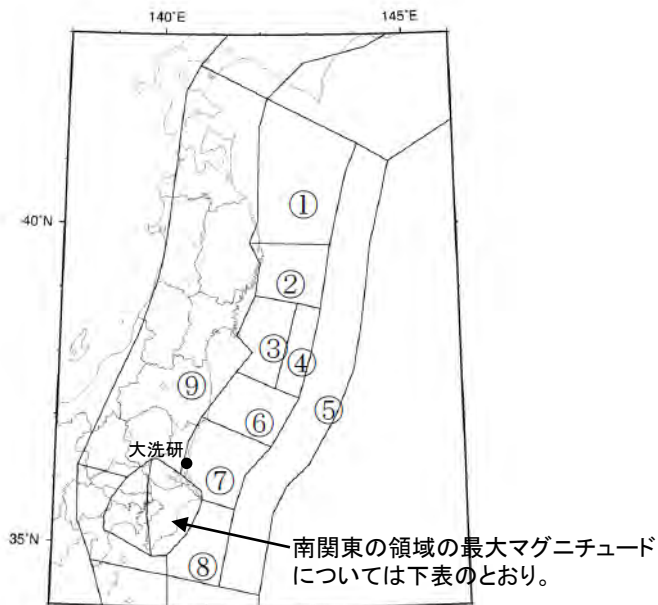 140°E
145°E
①
40°N
②
③
④
⑨
⑤
⑥
大洗研
⑦
35°N
南関東の領域の最大マグニチュード
については下表のとおり。
⑧